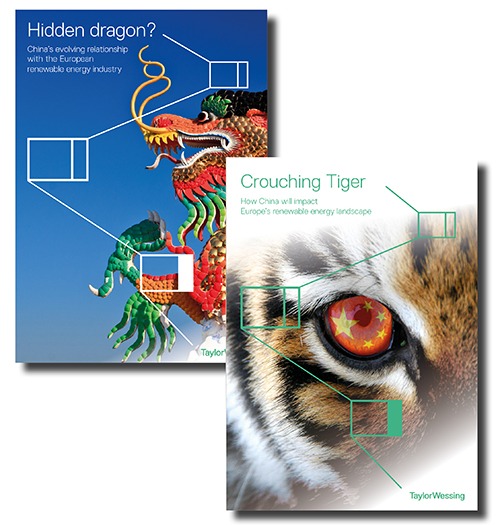 Hidden dragon?
China's evolving relationship
with the European
renewable energy industry
TaylorW
Crouching Tiger
How China will impact
Europe's renewable energy landscape
TaylorWessing